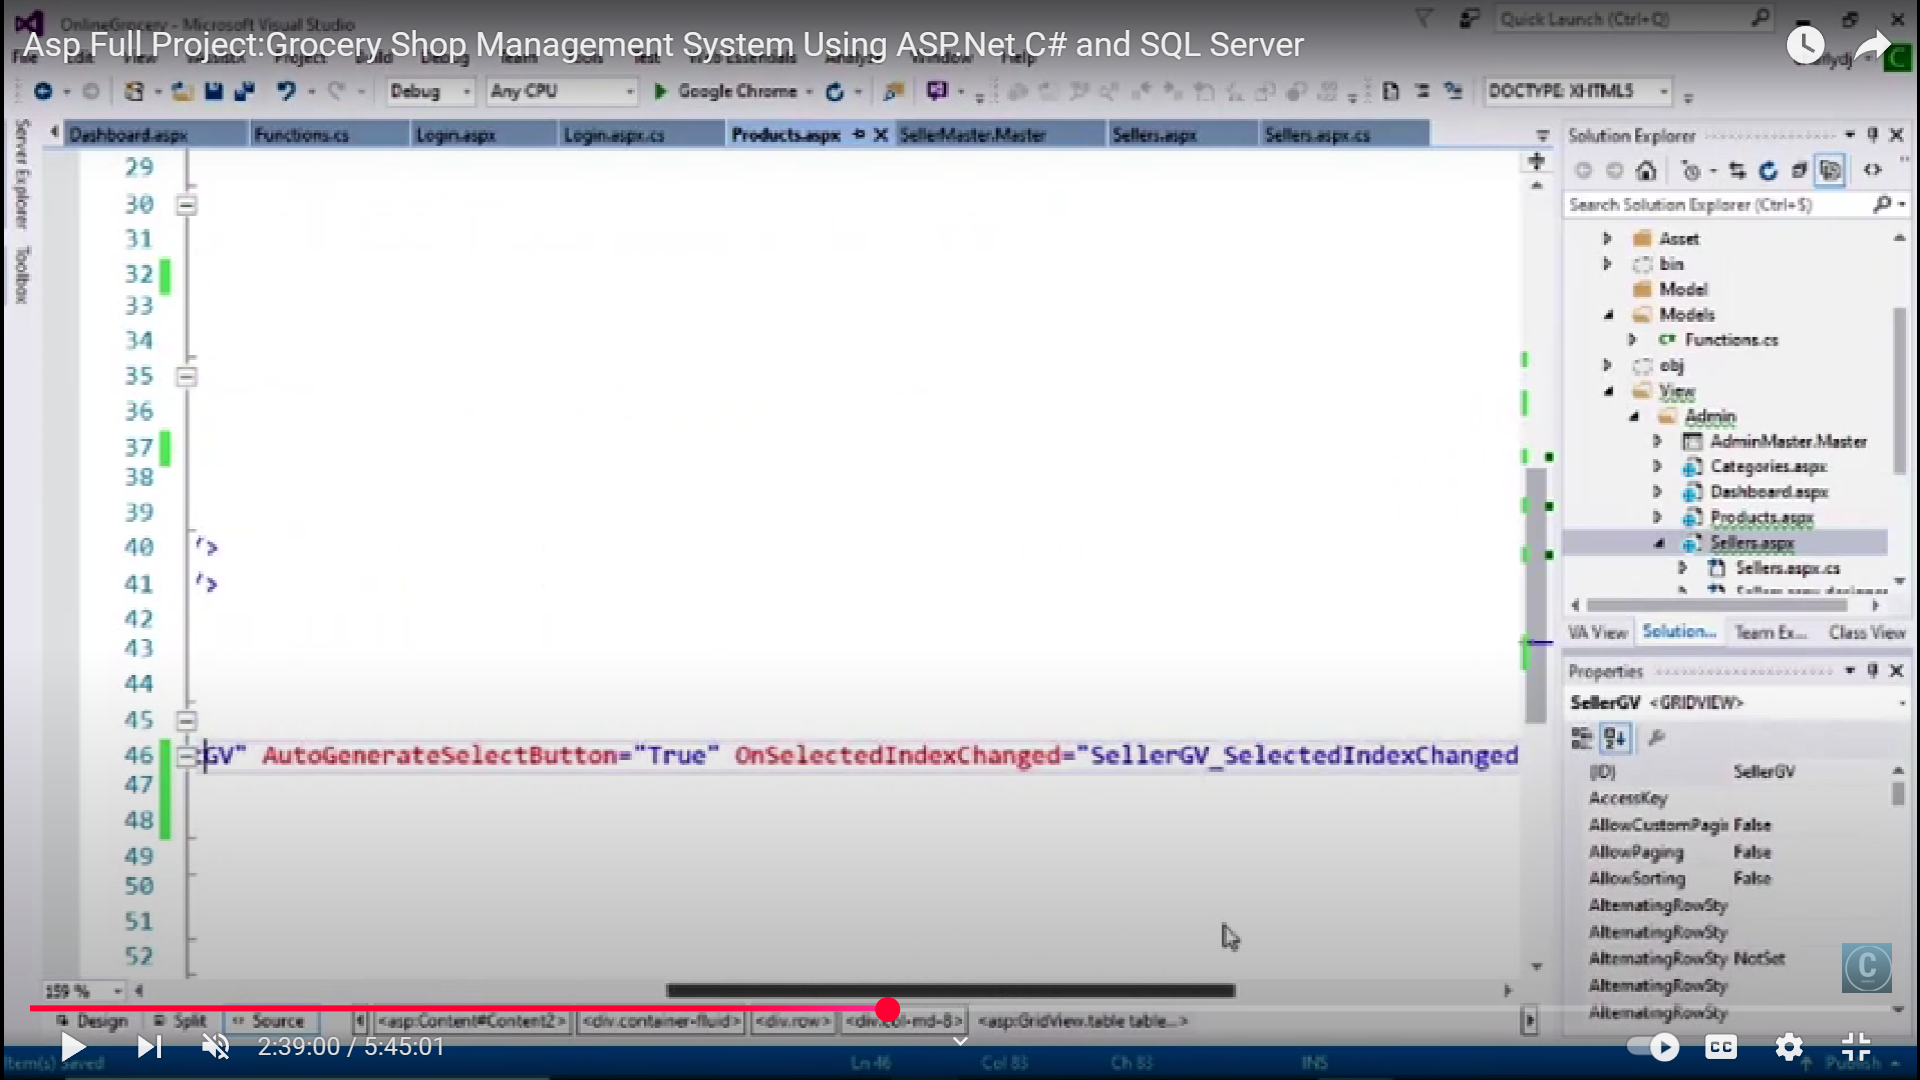 OnlineGrocery - Microsoft Visual Studio
Quick Launch (Ctrl+Q)
Asp Full Project:Grocery Shop Management System Using ASP.Net,C# and SQL Server
File Edit View Project Build Debug Team Tools Test Analyze Window Help
Debug Any CPU Google Chrome DOCTYPE: XHTML5
Server Explorer
Toolbox
Dashboard.aspx Functions.cs Login.aspx Login.aspx.cs Products.aspx SellerMaster.Master Sellers.aspx Sellers.aspx.cs
29
30
31
32
33
34
35
36
37
38
39
40 '>
41 '>
42
43
44
45
46 GV" AutoGenerateSelectButton="True" OnSelectedIndexChanged="SellerGV_SelectedIndexChanged
47
48
49
50
51
52
159 %
Design Split Source <asp:Content#Content2> <div.container-fluid> <div.row> <div.col-md-8> <asp:GridView.table table...>
Solution Explorer
Search Solution Explorer (Ctrl+$)
Asset
bin
Model
Models
C# Functions.cs
obj
View
Admin
AdminMaster.Master
Categories.aspx
Dashboard.aspx
Products.aspx
Sellers.aspx
Sellers.aspx.cs
VA View Solution... Team Ex... Class View
Properties
SellerGV <GRIDVIEW>
(ID) SellerGV
AccessKey
AllowCustomPagir False
AllowPaging False
AllowSorting False
AlternatingRowSty
AlternatingRowSty
AlternatingRowSty NotSet
AlternatingRowSty
AlternatingRowSty
C
2:39:00 / 5:45:01
CC
Item(s) Saved Ln 46 Col 83 Ch 83 INS Publish